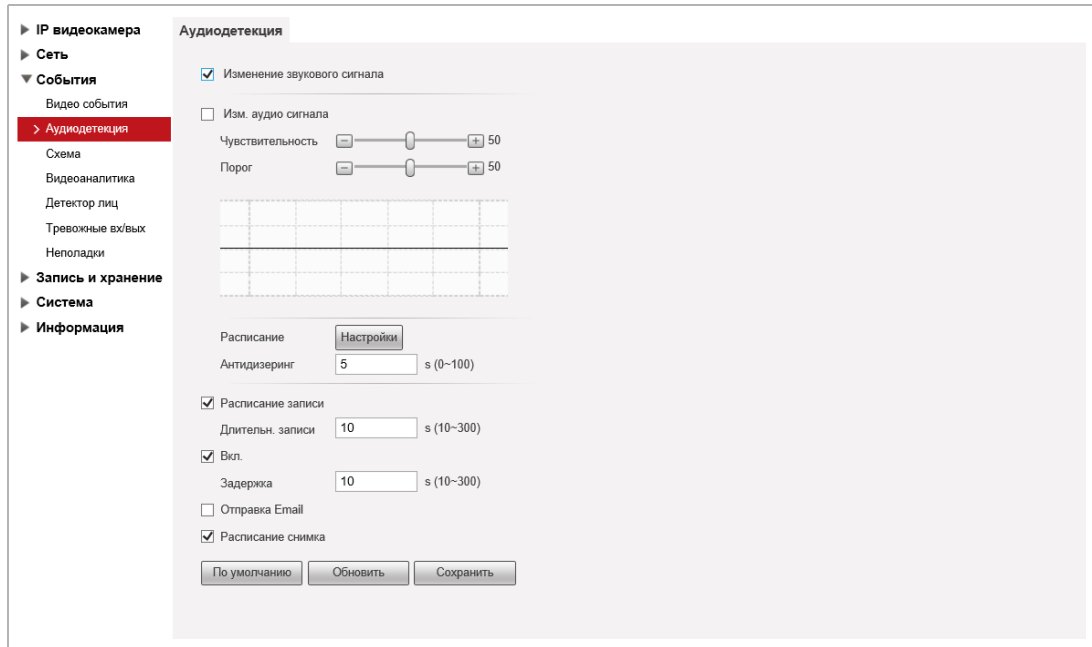 IP видеокамера
Сеть
События
Видео события
Аудиодетекция
Схема
Видеоаналитика
Детектор лиц
Тревожные вх/вых
Неполадки
Запись и хранение
Система
Информация
Аудиодетекция
Изменение звукового сигнала
Изм. аудио сигнала
Чувствительность 50
Порог 50
Расписание Настройки
Антидизеринг 5 s (0~100)
Расписание записи
Длительн. записи 10 s (10~300)
Вкл.
Задержка 10 s (10~300)
Отправка Email
Расписание снимка
По умолчанию Обновить Сохранить